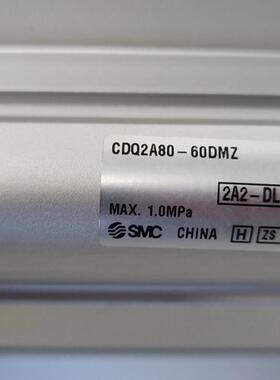 CDQ2A80-60DMZ
2A2-DL
MAX. 1.0MPa
SMC CHINA H ZS